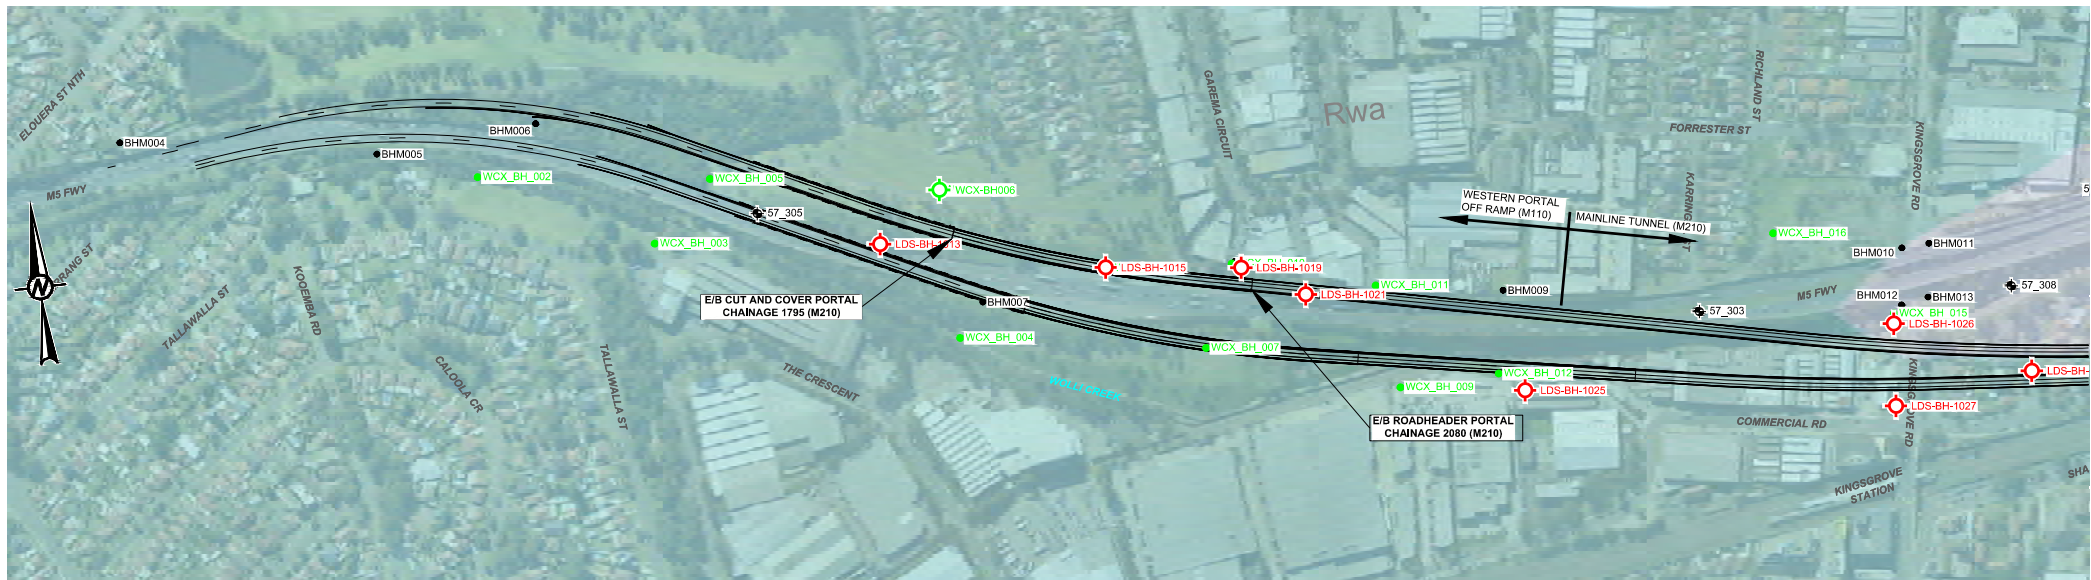 ELOUERA ST NTH
BHM004
M5 FWY
BHM005
BHM006
WCX_BH_002
WCX_BH_003
57_305
WCX-BH006
LDS-BH-1013
E/B CUT AND COVER PORTAL
CHAINAGE 1795 (M210)
BHM007
WCX_BH_004
LDS-BH-1015
GAREMA CIRCUIT
Rwa
LDS-BH-1019
LDS-BH-1021
WCX_BH_011
WCX_BH_007
WESTERN PORTAL
OFF RAMP (M110)
MAINLINE TUNNEL (M210)
RICHLAND ST
FORRESTER ST
KINGSGROVE RD
WCX_BH_016
BHM010
BHM011
BHM009
57_303
M5 FWY
BHM012
BHM013
57_308
WCX_BH_015
LDS-BH-1026
WCX_BH_012
WCX_BH_009
LDS-BH-1025
LDS-BH-
LDS-BH-1027
COMMERCIAL RD
E/B ROADHEADER PORTAL
CHAINAGE 2080 (M210)
KINGSGROVE
STATION
SHA
5
N
TALLAWALLA ST
KOOEMBA RD
CALOOLA CR
TALLAWALLA ST
THE CRESCENT
WOLLI CREEK